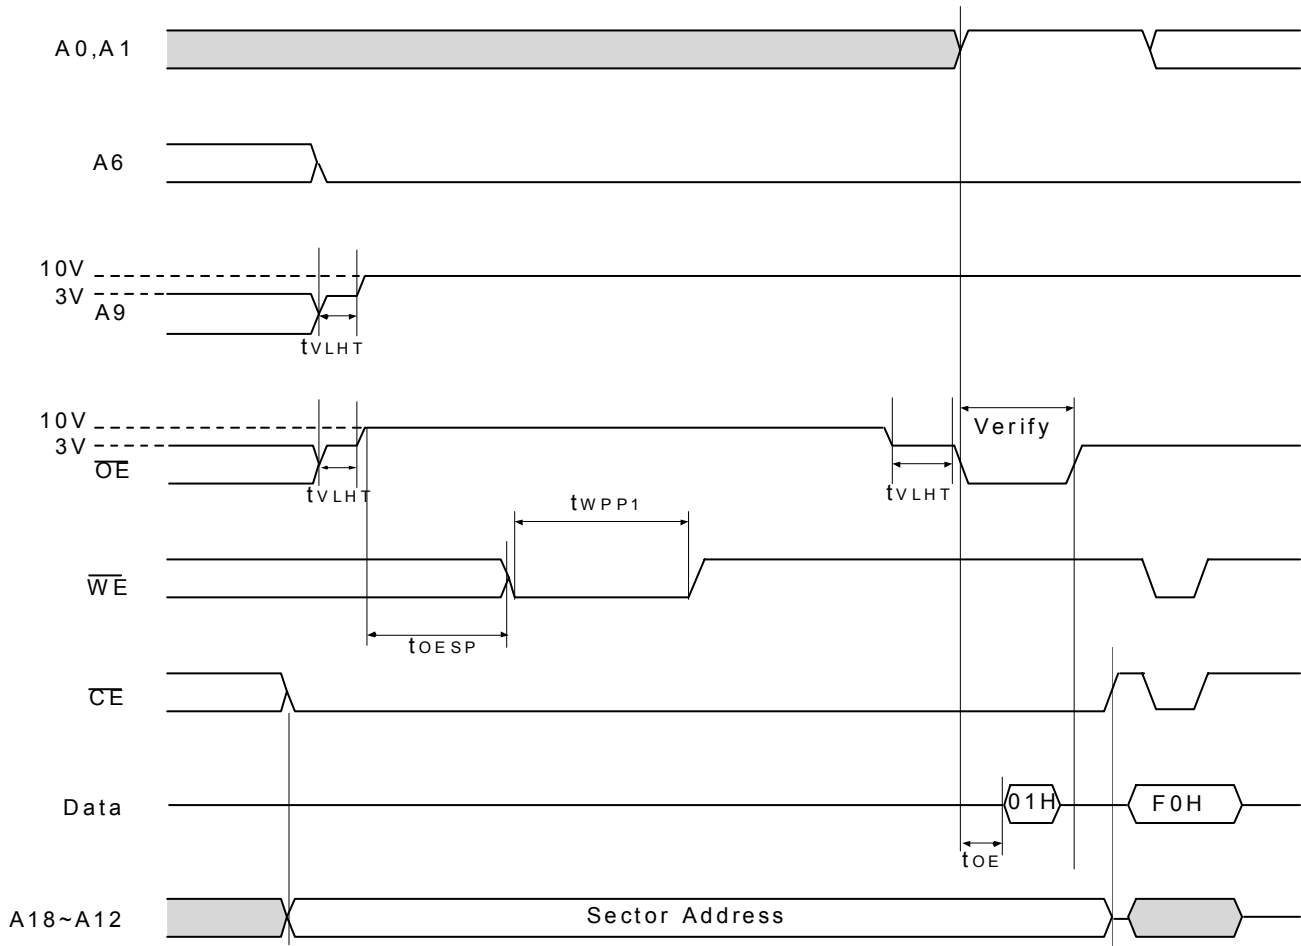 A0,A1
A6
10V
3V
A9
tVLHT
10V
3V
Verify
OE
tVLHT
tVLHT
tWPP1
WE
tOESP
CE
Data
01H
F0H
tOE
A18~A12
Sector Address